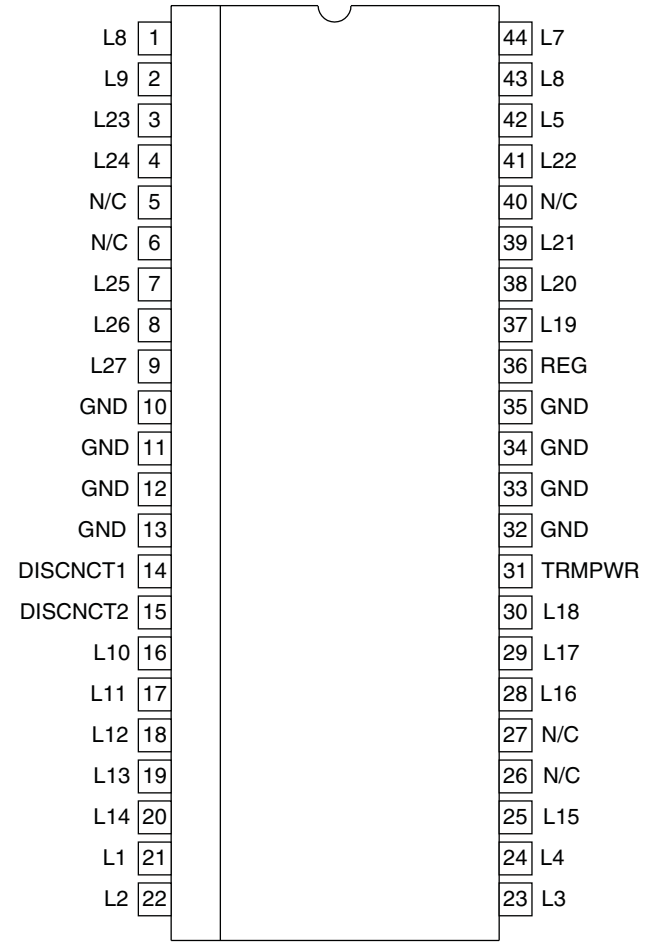 L8 1 44 L7
L9 2 43 L8
L23 3 42 L5
L24 4 41 L22
N/C 5 40 N/C
N/C 6 39 L21
L25 7 38 L20
L26 8 37 L19
L27 9 36 REG
GND 10 35 GND
GND 11 34 GND
GND 12 33 GND
GND 13 32 GND
DISCNCT1 14 31 TRMPWR
DISCNCT2 15 30 L18
L10 16 29 L17
L11 17 28 L16
L12 18 27 N/C
L13 19 26 N/C
L14 20 25 L15
L1 21 24 L4
L2 22 23 L3